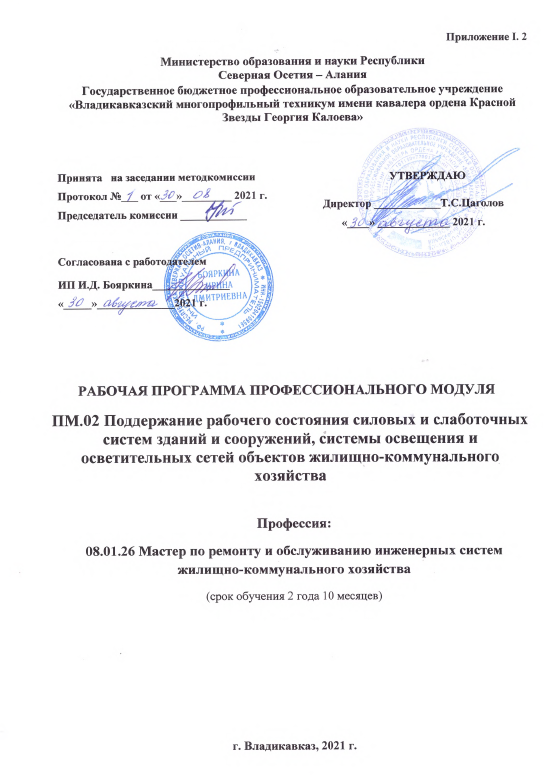 Приложение I. 2
Министерство образования и науки Республики
Северная Осетия – Алания
Государственное бюджетное профессиональное образовательное учреждение
«Владикавказский многопрофильный техникум имени кавалера ордена Красной
Звезды Георгия Калоева»
Принята на заседании методкомиссии
Протокол № 1 от «30» 08 2021 г.
Председатель комиссии
УТВЕРЖДАЮ
Директор Т.С.Цаголов
«30» августа 2021 г.
Согласована с работодателем
ИП И.Д. Бояркина
«30» августа 2021 г.
БОЯРКИНА
ИРИНА
ДМИТРИЕВНА
РАБОЧАЯ ПРОГРАММА ПРОФЕССИОНАЛЬНОГО МОДУЛЯ
ПМ.02 Поддержание рабочего состояния силовых и слаботочных
систем зданий и сооружений, системы освещения и
осветительных сетей объектов жилищно-коммунального
хозяйства
Профессия:
08.01.26 Мастер по ремонту и обслуживанию инженерных систем
жилищно-коммунального хозяйства
(срок обучения 2 года 10 месяцев)
г. Владикавказ, 2021 г.